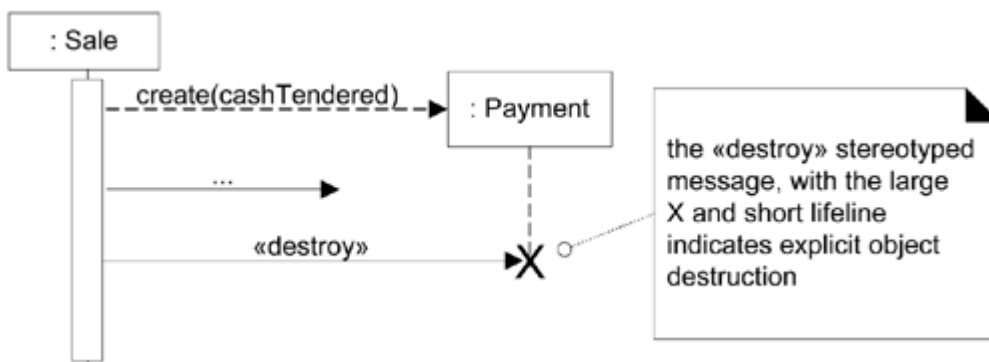 : Sale
create(cashTendered)
: Payment
...
«destroy»
X
the «destroy» stereotyped
message, with the large
X and short lifeline
indicates explicit object
destruction